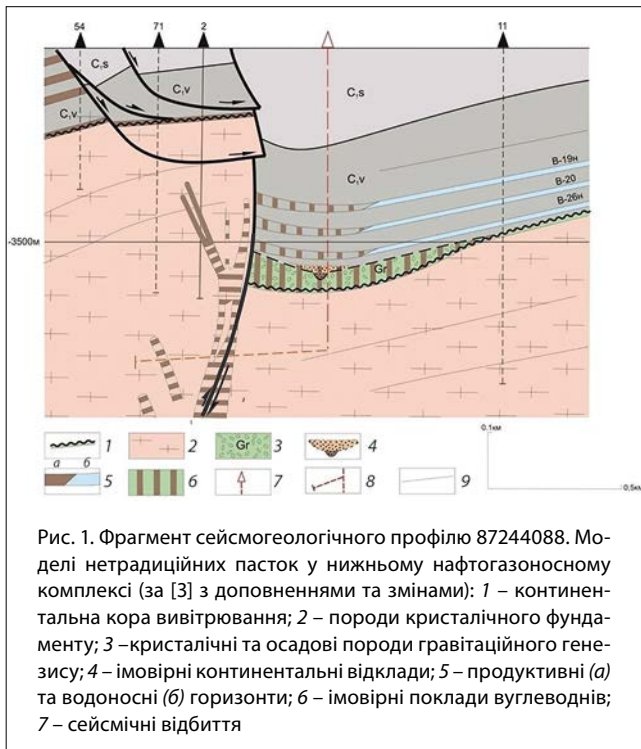 54 71 2 11
C₁s
C₁s
C₁v
C₁v
C₁v
В-19н
В-20
В-26н
-3500м
Gr
1 2 Gr 3 4
а б
5 6 7 8 9
0.1км
0.5км
Рис. 1. Фрагмент сейсмогеологічного профілю 87244088. Мо-
делі нетрадиційних пасток у нижньому нафтогазоносному
комплексі (за [3] з доповненнями та змінами): 1 – континен-
тальна кора вивітрювання; 2 – породи кристалічного фунда-
менту; 3 –кристалічні та осадові породи гравітаційного гене-
зису; 4 – імовірні континентальні відклади; 5 – продуктивні (а)
та водоносні (б) горизонти; 6 – імовірні поклади вуглеводнів;
7 – сейсмічні відбиття